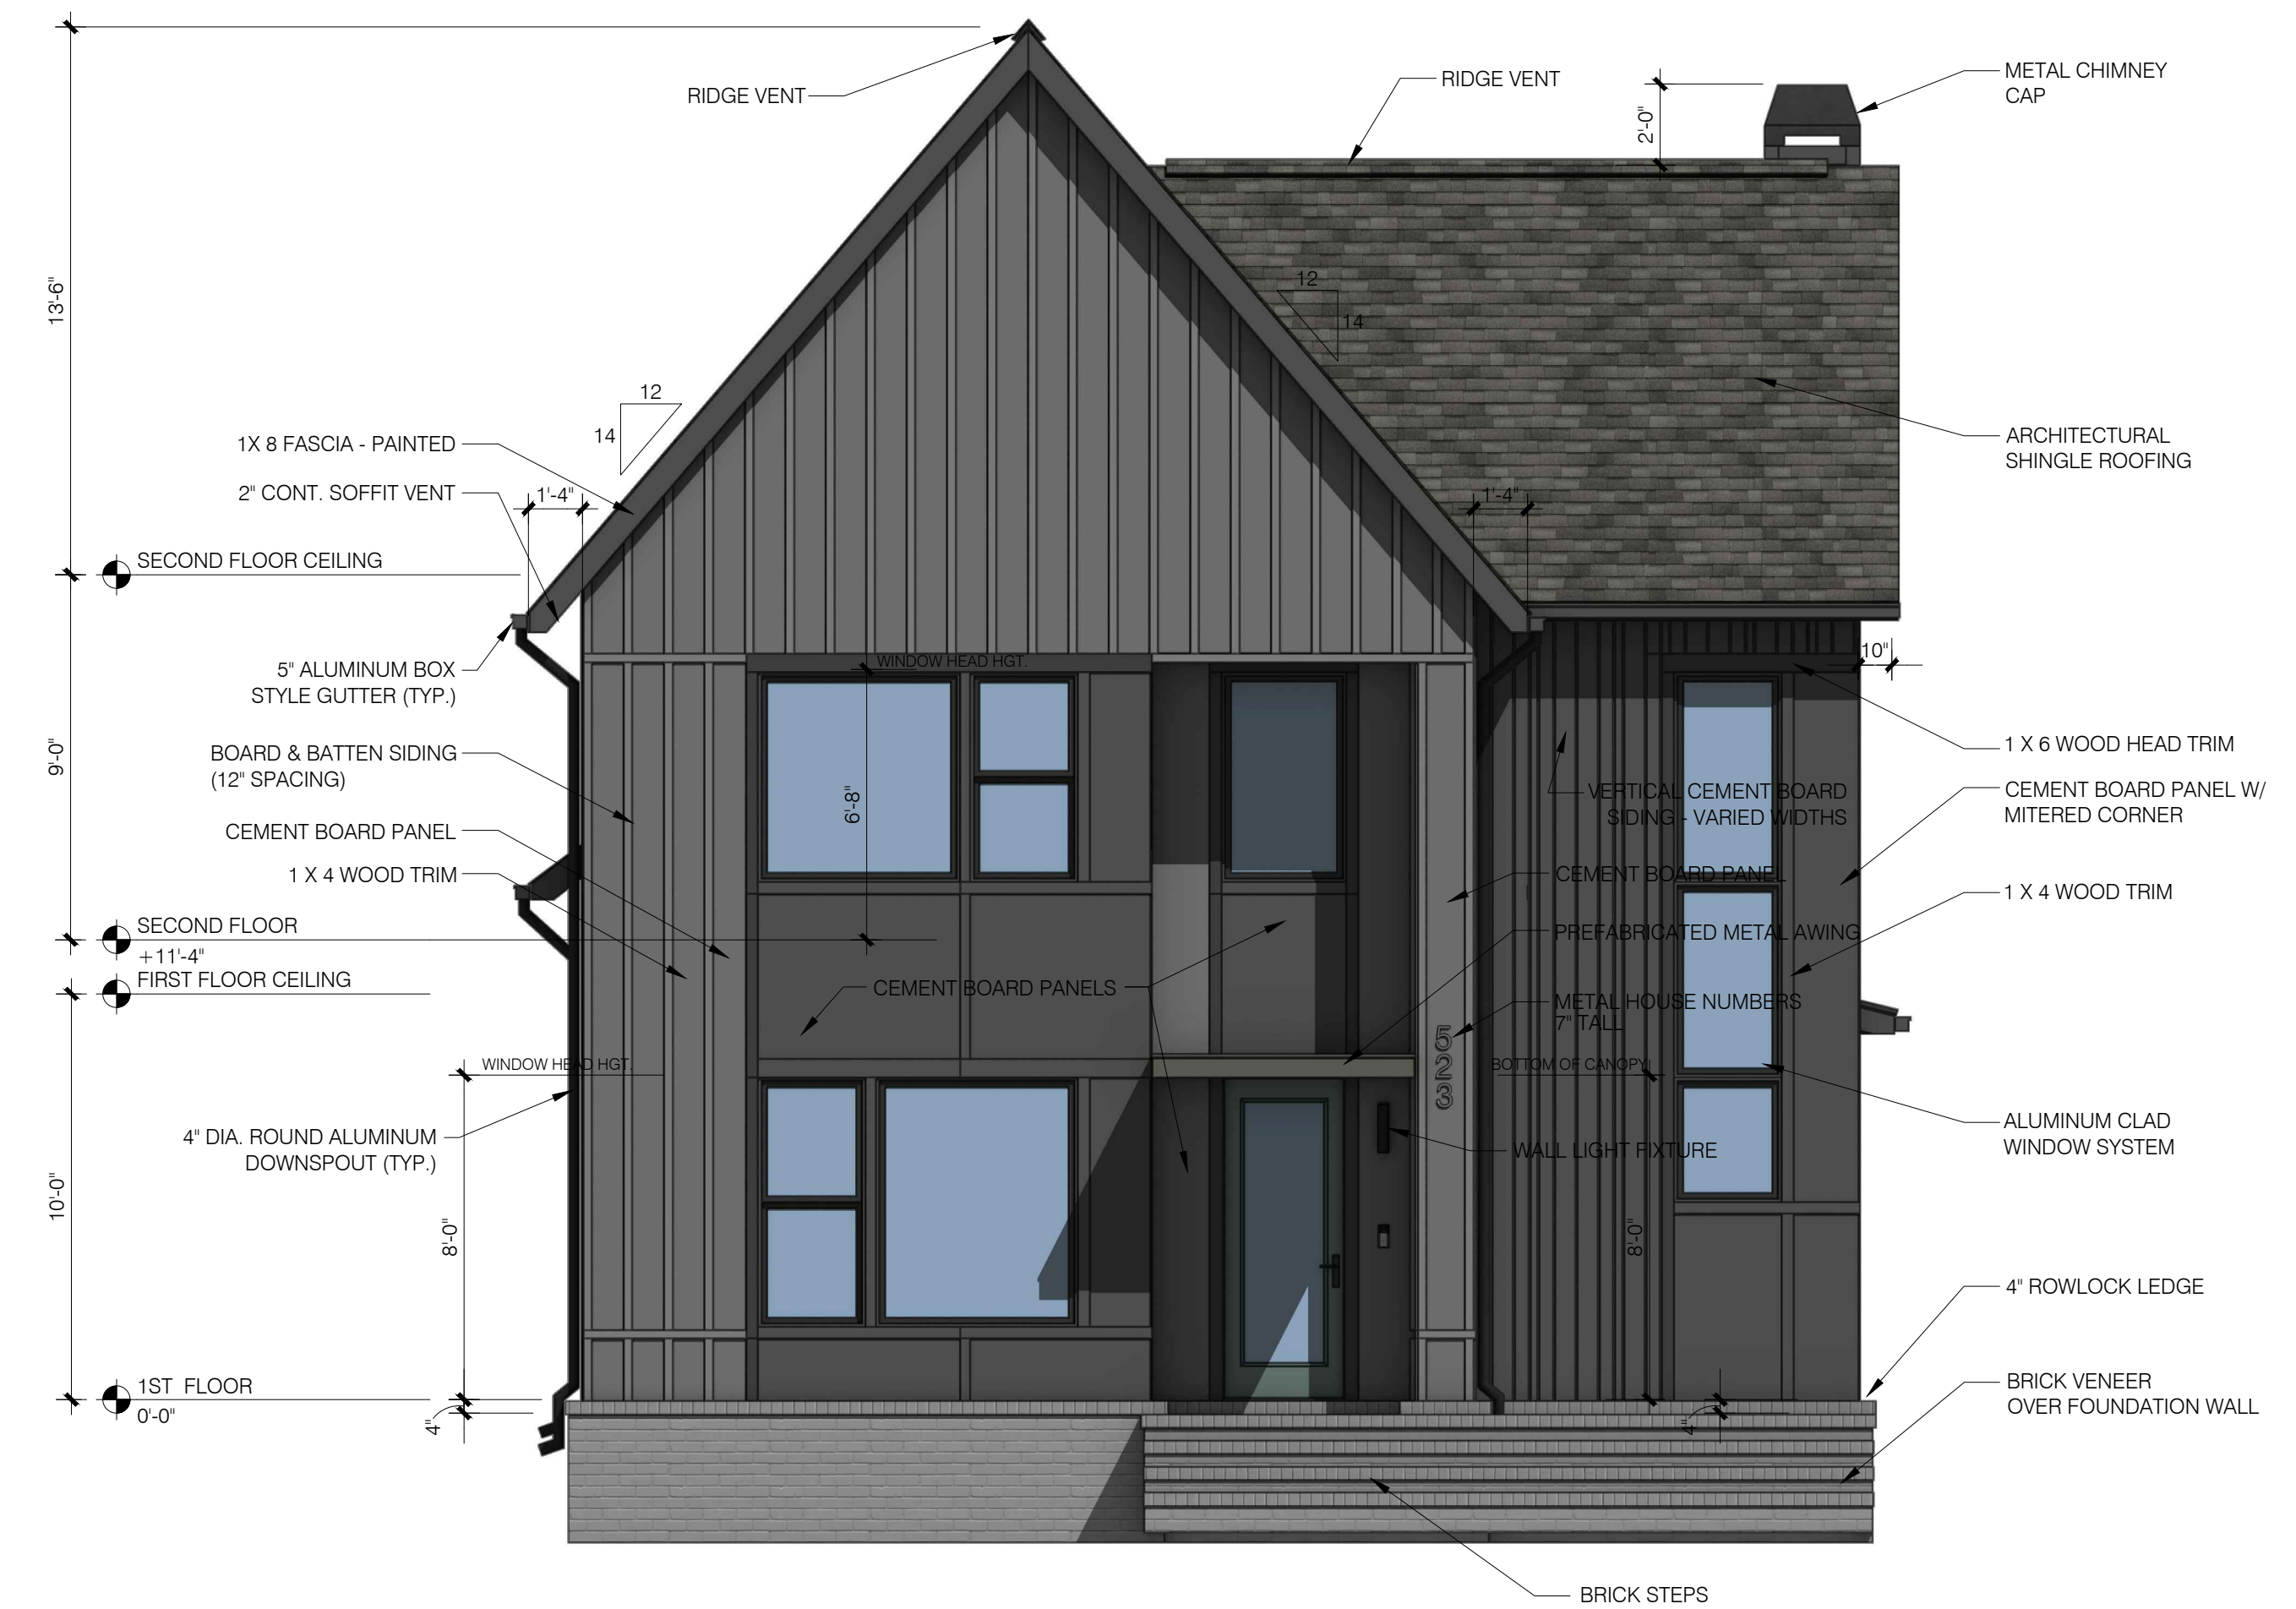 RIDGE VENT
RIDGE VENT
METAL CHIMNEY
CAP
2'-0"
13'-6"
12
14
12
14
1X 8 FASCIA - PAINTED
2" CONT. SOFFIT VENT
1'-4"
1'-4"
ARCHITECTURAL
SHINGLE ROOFING
SECOND FLOOR CEILING
5" ALUMINUM BOX
STYLE GUTTER (TYP.)
WINDOW HEAD HGT.
10"
9'-0"
BOARD & BATTEN SIDING
(12" SPACING)
6'-8"
1 X 6 WOOD HEAD TRIM
VERTICAL CEMENT BOARD
SIDING - VARIED WIDTHS
CEMENT BOARD PANEL W/
MITERED CORNER
CEMENT BOARD PANEL
1 X 4 WOOD TRIM
CEMENT BOARD PANEL
1 X 4 WOOD TRIM
SECOND FLOOR
+11'-4"
PREFABRICATED METAL AWING
FIRST FLOOR CEILING
CEMENT BOARD PANELS
METAL HOUSE NUMBERS
7" TALL
5
2
3
WINDOW HEAD HGT.
BOTTOM OF CANOPY
4" DIA. ROUND ALUMINUM
DOWNSPOUT (TYP.)
WALL LIGHT FIXTURE
ALUMINUM CLAD
WINDOW SYSTEM
10'-0"
8'-0"
8'-0"
4" ROWLOCK LEDGE
1ST FLOOR
0'-0"
4"
4"
BRICK VENEER
OVER FOUNDATION WALL
BRICK STEPS